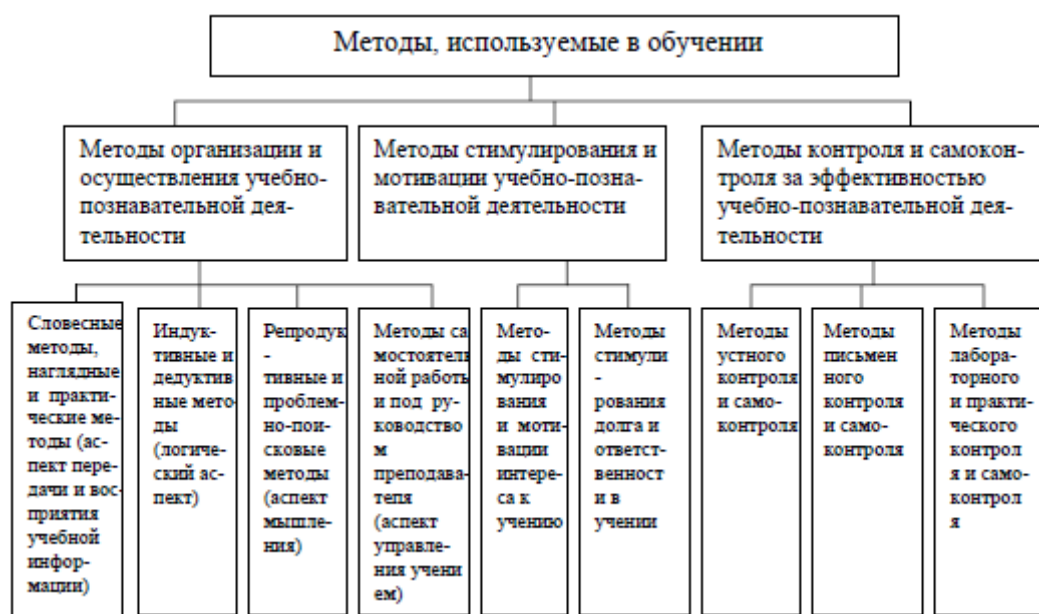 Методы, используемые в обучении
Методы организации и
осуществления учебно-
познавательной дея-
тельности
Методы стимулирования и
мотивации учебно-позна-
вательной деятельности
Методы контроля и самокон-
троля за эффективностью
учебно-познавательной дея-
тельности
Словесные
методы,
наглядные
и практи-
ческие ме-
тоды (ас-
пект пере-
дачи и вос-
приятия
учебной
инфор-
мации)
Индук-
тивные и
дедуктив
ные мето-
ды
(логиче-
ский ас-
пект)
Репродук
-
тивные и
проблем-
но-поис-
сковые
методы
(аспект
мышле-
ния)
Методы са
мостоятель
ной работы
и под ру-
ководство
м
преподава-
теля
(аспект
управле-
ния учени
ем)
Мето-
ды сти-
мулиро
вания
и моти-
вации
интере-
са к
учению
Методы
стимули
-
рования
долга и
ответст-
венност
и в
учении
Методы
устного
контроля
и само-
контроля
Методы
письмен
ного
контроля
и само-
контроля
Методы
лабора-
торного
и практи-
ческого
контрол
я и само-
контрол
я